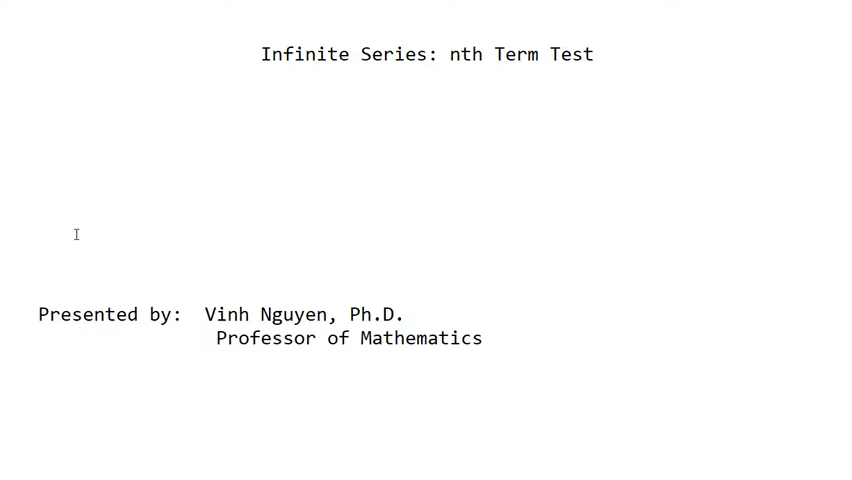 Infinite Series: nth Term Test
Presented by: Vinh Nguyen, Ph.D.
Professor of Mathematics